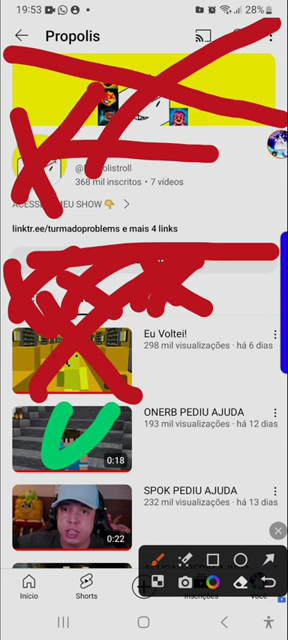 19:53
28%
Propolis
368 mil inscritos • 7 vídeos
MEU SHOW
linktr.ee/turmadoproblems e mais 4 links
Eu Voltei!
298 mil visualizações · há 6 dias
ONERB PEDIU AJUDA
193 mil visualizações · há 12 dias
0:18
SPOK PEDIU AJUDA
232 mil visualizações · há 13 dias
0:22
Início
Shorts
Inscrições
Você